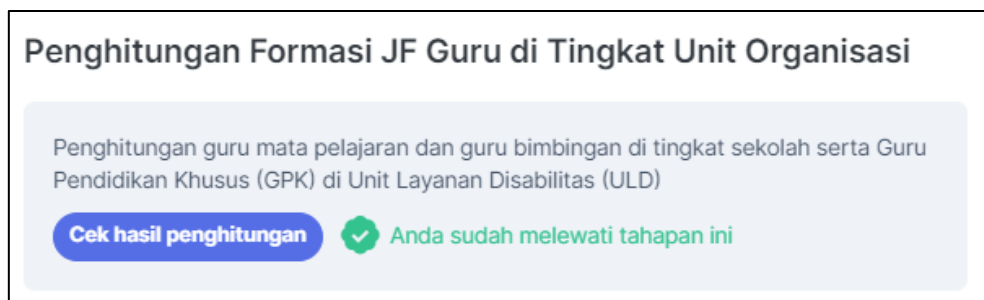 Penghitungan Formasi JF Guru di Tingkat Unit Organisasi
Penghitungan guru mata pelajaran dan guru bimbingan di tingkat sekolah serta Guru
Pendidikan Khusus (GPK) di Unit Layanan Disabilitas (ULD)
Cek hasil penghitungan
Anda sudah melewati tahapan ini